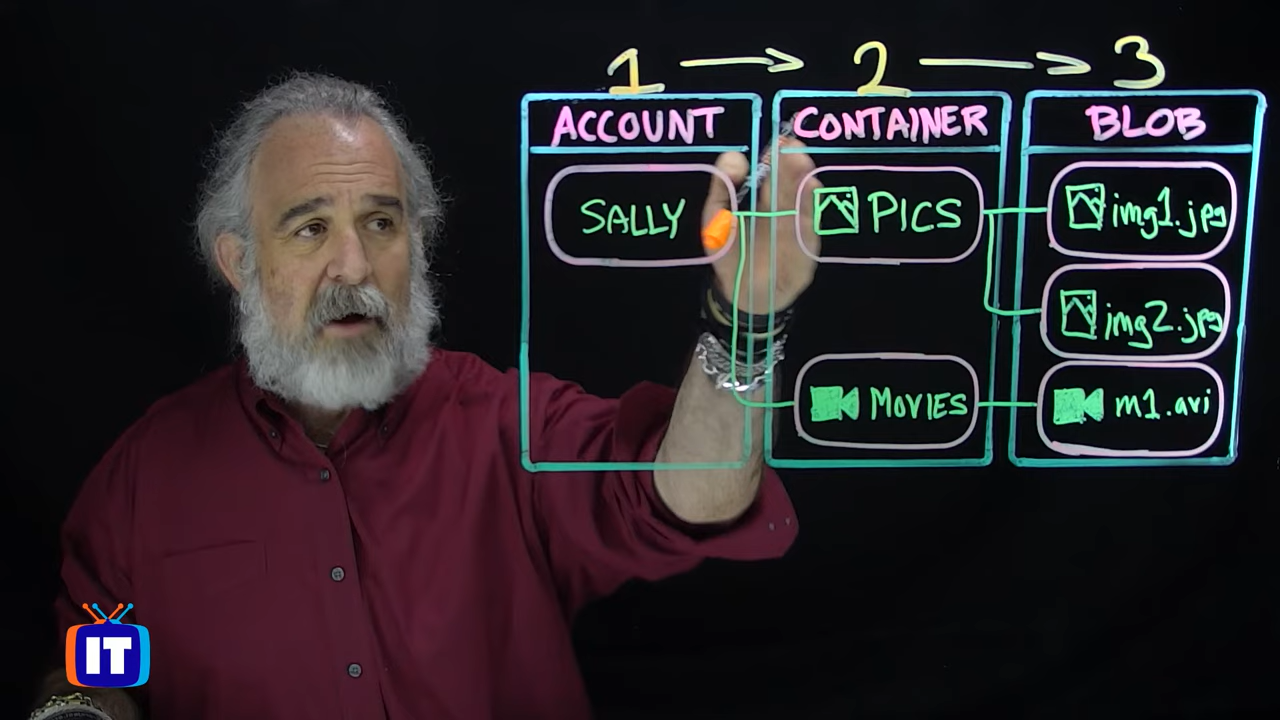 1 → 2 → 3
ACCOUNT CONTAINER BLOB
SALLY PICS img1.jpg
img2.jpg
MOVIES m1.avi
IT